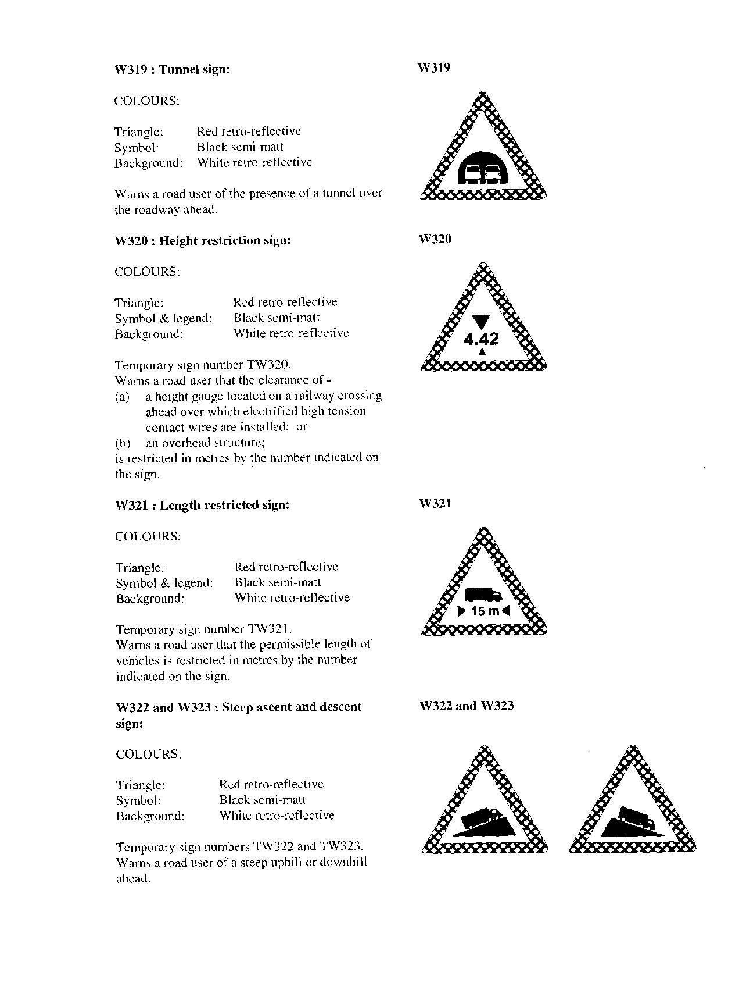 W319 : Tunnel sign:
W319
COLOURS:
Triangle: Red retro-reflective
Symbol: Black semi-matt
Background: White retro-reflective
Warns a road user of the presence of a tunnel over
the roadway ahead.
W320 : Height restriction sign:
W320
COLOURS:
Triangle: Red retro-reflective
Symbol & legend: Black semi-matt
Background: White retro-reflective
4.42
Temporary sign number TW320.
Warns a road user that the clearance of -
(a) a height gauge located on a railway crossing
ahead over which electrified high tension
contact wires are installed; or
(b) an overhead structure;
is restricted in metres by the number indicated on
the sign.
W321 : Length restricted sign:
W321
COLOURS:
Triangle: Red retro-reflective
Symbol & legend: Black semi-matt
Background: White retro-reflective
15 m
Temporary sign number TW321.
Warns a road user that the permissible length of
vehicles is restricted in metres by the number
indicated on the sign.
W322 and W323 : Steep ascent and descent
sign:
W322 and W323
COLOURS:
Triangle: Red retro-reflective
Symbol: Black semi-matt
Background: White retro-reflective
Temporary sign numbers TW322 and TW323.
Warns a road user of a steep uphill or downhill
ahead.